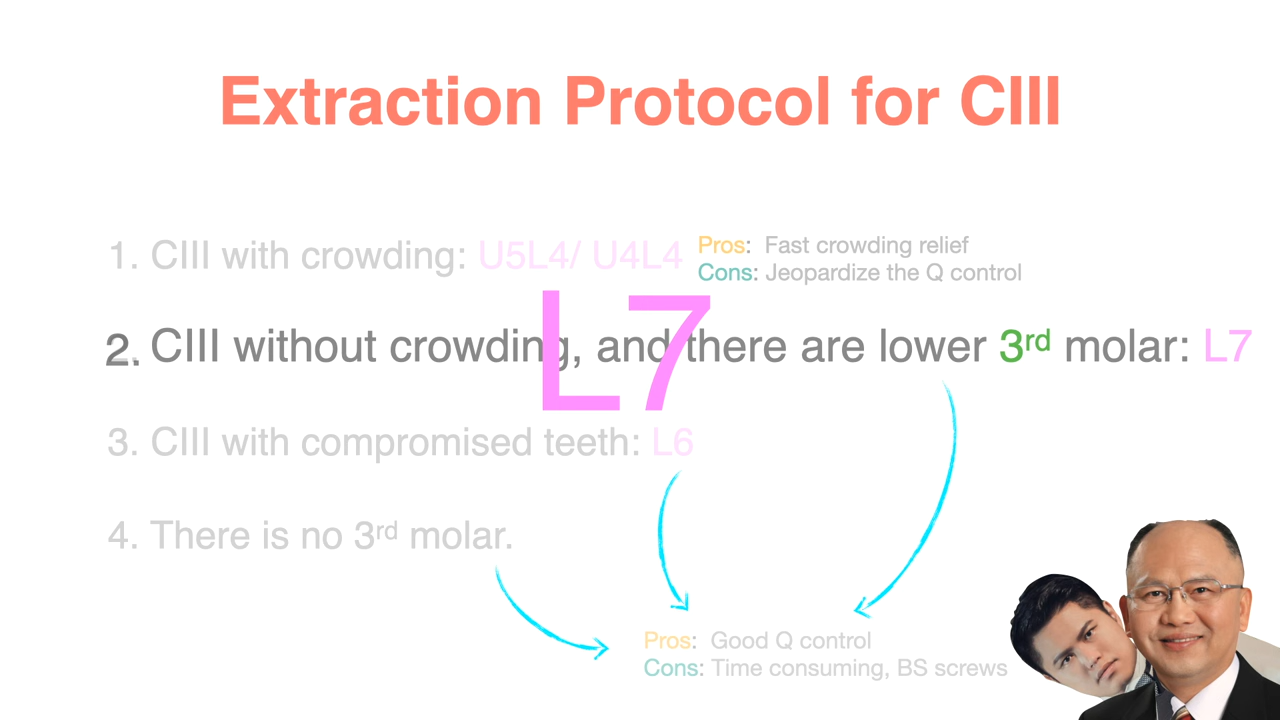 Extraction Protocol for CIII
1. CIII with crowding: U5L4/ U4L4
Pros: Fast crowding relief
Cons: Jeopardize the Q control
L7
2. CIII without crowding, and there are lower 3rd molar: L7
3. CIII with compromised teeth: L6
4. There is no 3rd molar.
Pros: Good Q control
Cons: Time consuming, BS screws